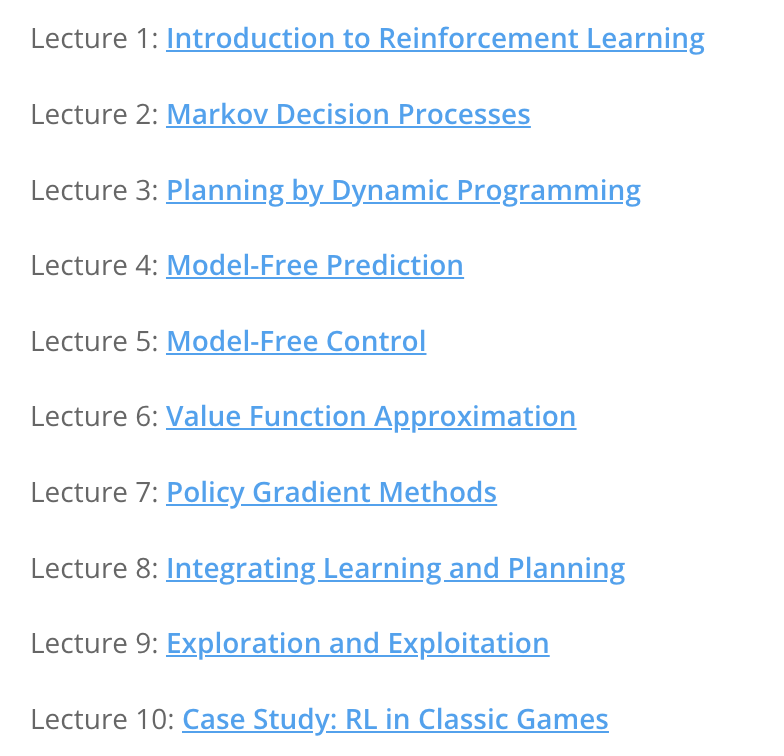 Lecture 1: Introduction to Reinforcement Learning
Lecture 2: Markov Decision Processes
Lecture 3: Planning by Dynamic Programming
Lecture 4: Model-Free Prediction
Lecture 5: Model-Free Control
Lecture 6: Value Function Approximation
Lecture 7: Policy Gradient Methods
Lecture 8: Integrating Learning and Planning
Lecture 9: Exploration and Exploitation
Lecture 10: Case Study: RL in Classic Games